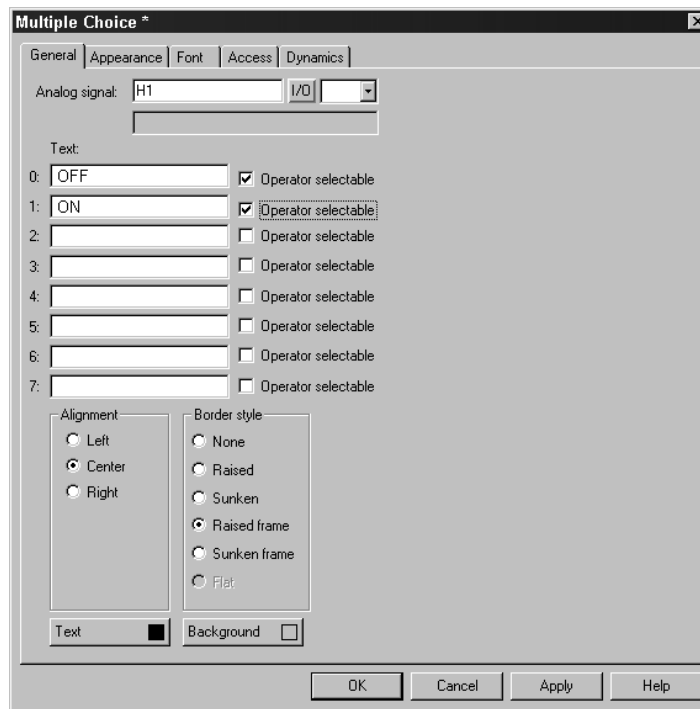 Multiple Choice *
General Appearance Font Access Dynamics
Analog signal: H1 I/O
Text:
0: OFF Operator selectable
1: ON Operator selectable
2: Operator selectable
3: Operator selectable
4: Operator selectable
5: Operator selectable
6: Operator selectable
7: Operator selectable
Alignment
Left
Center
Right
Border style
None
Raised
Sunken
Raised frame
Sunken frame
Flat
Text Background
OK Cancel Apply Help